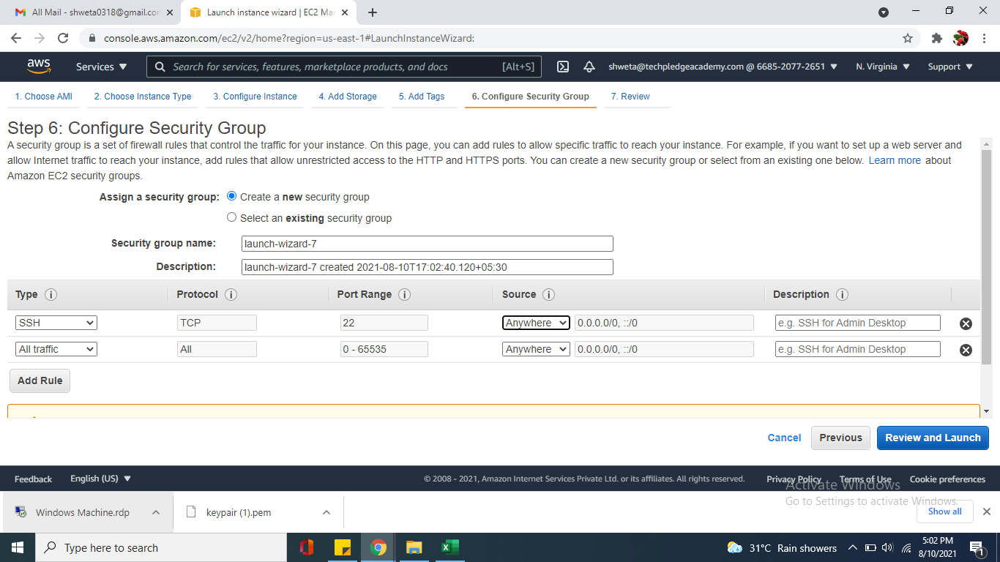 All Mail - shweta0318@gmail.cor
Launch instance wizard | EC2 Mar
console.aws.amazon.com/ec2/v2/home?region=us-east-1#LaunchInstanceWizard:
aws Services Search for services, features, marketplace products, and docs [Alt+S] shweta@techpledgeacademy.com @ 6685-2077-2651 N. Virginia Support
1. Choose AMI 2. Choose Instance Type 3. Configure Instance 4. Add Storage 5. Add Tags 6. Configure Security Group 7. Review
Step 6: Configure Security Group
A security group is a set of firewall rules that control the traffic for your instance. On this page, you can add rules to allow specific traffic to reach your instance. For example, if you want to set up a web server and
allow Internet traffic to reach your instance, add rules that allow unrestricted access to the HTTP and HTTPS ports. You can create a new security group or select from an existing one below. Learn more about
Amazon EC2 security groups.
Assign a security group: Create a new security group
Select an existing security group
Security group name: launch-wizard-7
Description: launch-wizard-7 created 2021-08-10T17:02:40.120+05:30
Type i Protocol i Port Range i Source i Description i
SSH TCP 22 Anywhere 0.0.0.0/0, ::/0 e.g. SSH for Admin Desktop
All traffic All 0 - 65535 Anywhere 0.0.0.0/0, ::/0 e.g. SSH for Admin Desktop
Add Rule
Cancel Previous Review and Launch
Feedback English (US) © 2008 - 2021, Amazon Internet Services Private Ltd. or its affiliates. All rights reserved. Privacy Policy Terms of Use Cookie preferences
Activate Windows
Go to Settings to activate Windows.
Windows Machine.rdp keypair (1).pem Show all
Type here to search 31°C Rain showers 5:02 PM
8/10/2021 1